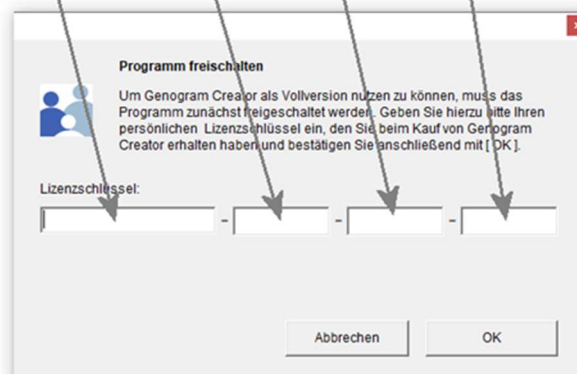 Programm freischalten
Um Genogram Creator als Vollversion nutzen zu können, muss das
Programm zunächst freigeschaltet werden. Geben Sie hierzu bitte Ihren
persönlichen Lizenzschlüssel ein, den Sie beim Kauf von Genogram
Creator erhalten haben und bestätigen Sie anschließend mit [ OK ].
Lizenzschlüssel:
- - -
Abbrechen OK